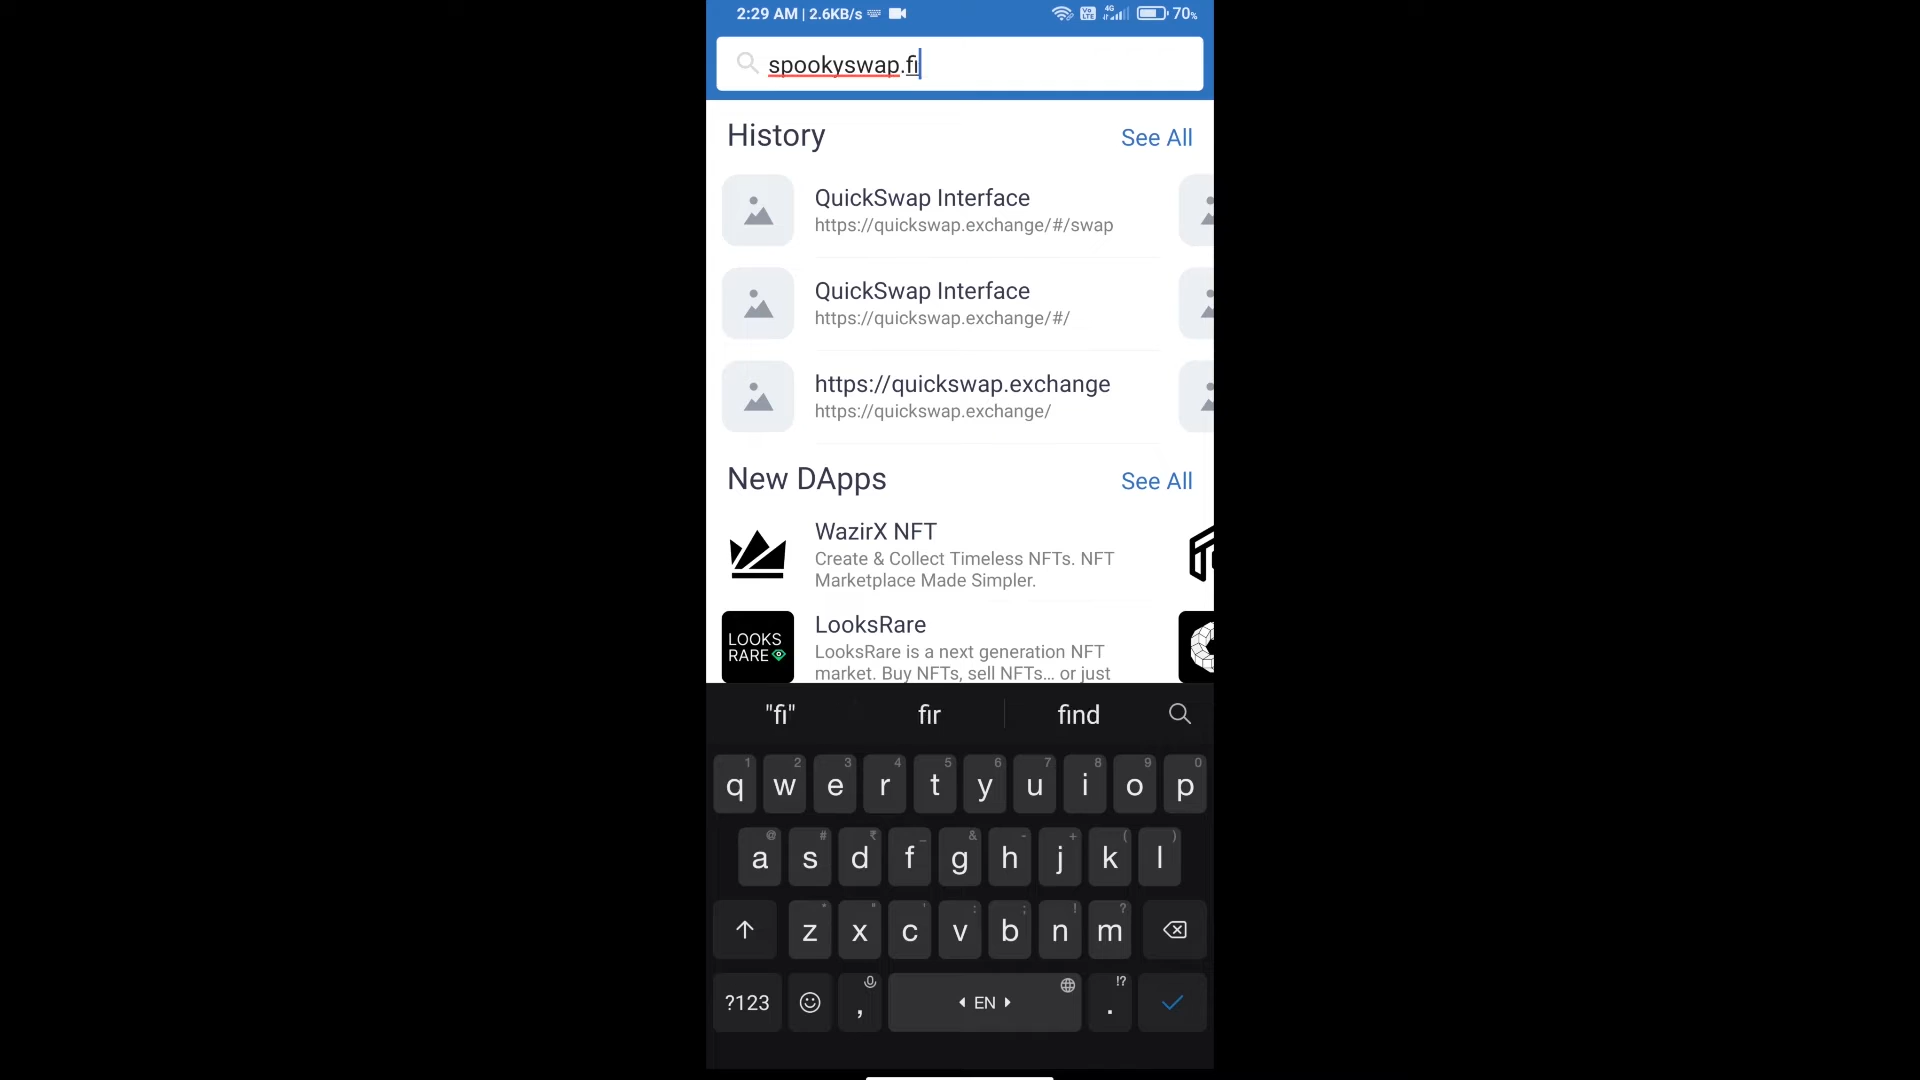 2:29 AM | 2.6KB/s 4G 70%
spookyswap.fi
History See All
QuickSwap Interface
https://quickswap.exchange/#/swap
QuickSwap Interface
https://quickswap.exchange/#/
https://quickswap.exchange
https://quickswap.exchange/
New DApps See All
WazirX NFT
Create & Collect Timeless NFTs. NFT
Marketplace Made Simpler.
LOOKS
RARE
LooksRare
LooksRare is a next generation NFT
market. Buy NFTs, sell NFTs... or just
"fi" fir find
1 2 3 4 5 6 7 8 9 0
q w e r t y u i o p
@ # ₹ _ & - + ( )
a s d f g h j k l
* " ' : ; ! ?
z x c v b n m
!?
?123 , EN .